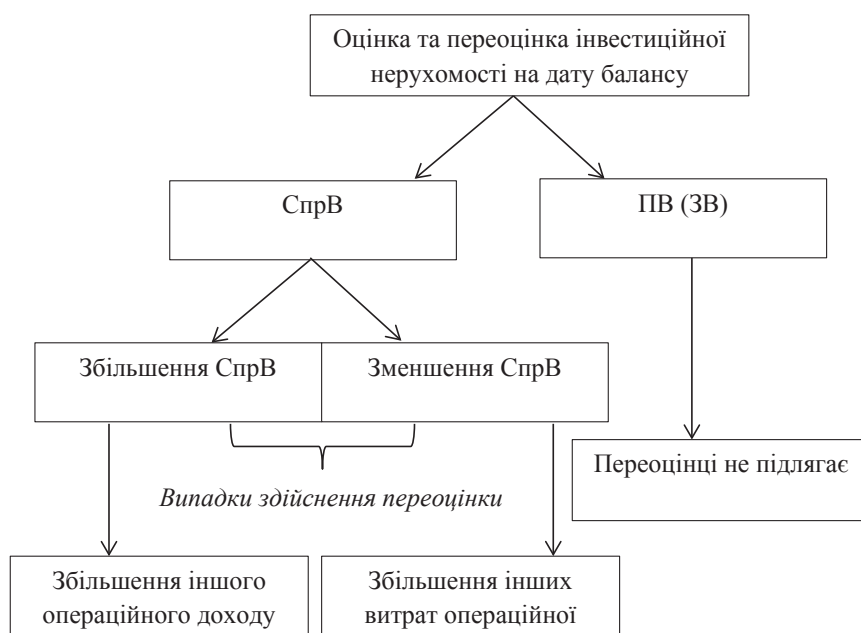 Оцінка та переоцінка інвестиційної
нерухомості на дату балансу
СпрВ
ПВ (ЗВ)
Збільшення СпрВ
Зменшення СпрВ
Переоцінці не підлягає
Випадки здійснення переоцінки
Збільшення іншого
операційного доходу
Збільшення інших
витрат операційної